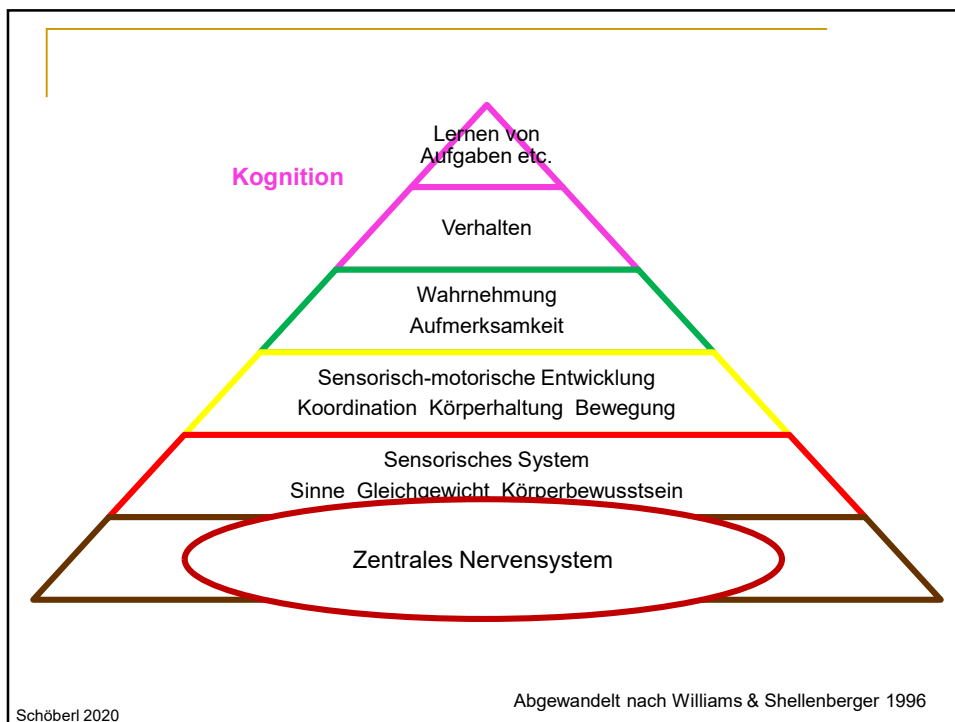 Lernen von
Aufgaben etc.
Kognition
Verhalten
Wahrnehmung
Aufmerksamkeit
Sensorisch-motorische Entwicklung
Koordination Körperhaltung Bewegung
Sensorisches System
Sinne Gleichgewicht Körperbewusstsein
Zentrales Nervensystem
Abgewandelt nach Williams & Shellenberger 1996
Schöberl 2020